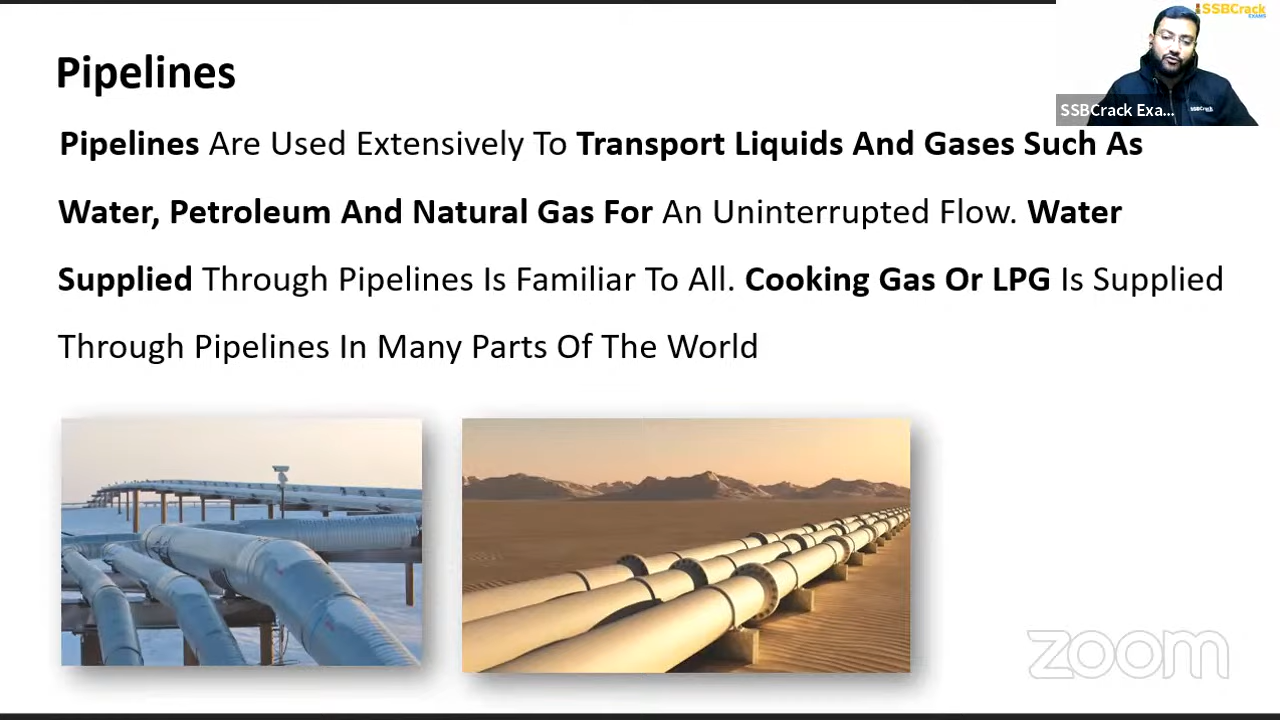 Pipelines
Pipelines Are Used Extensively To Transport Liquids And Gases Such As
Water, Petroleum And Natural Gas For An Uninterrupted Flow. Water
Supplied Through Pipelines Is Familiar To All. Cooking Gas Or LPG Is Supplied
Through Pipelines In Many Parts Of The World
SSBCrack
EXAMS
SSBCrack
SSBCrack Exa...
zoom